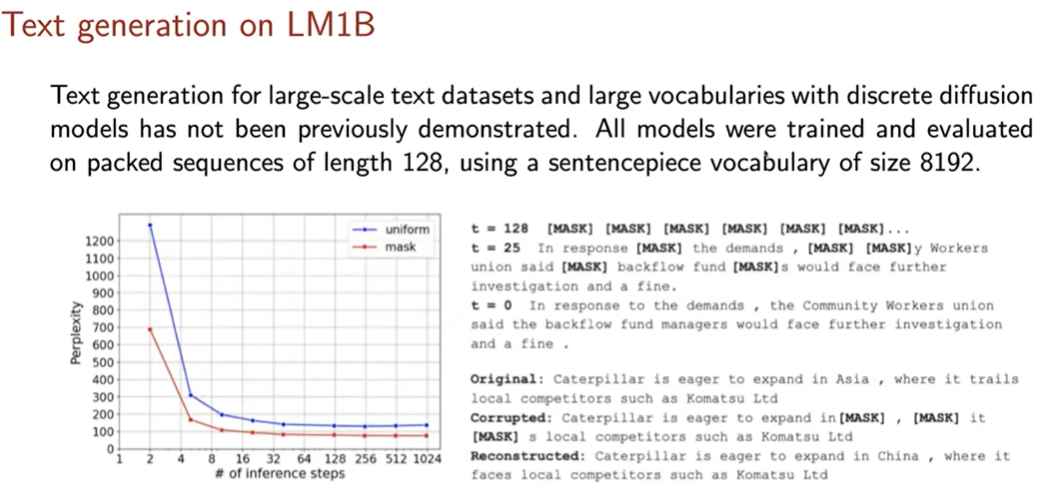 Text generation on LM1B
Text generation for large-scale text datasets and large vocabularies with discrete diffusion
models has not been previously demonstrated. All models were trained and evaluated
on packed sequences of length 128, using a sentencepiece vocabulary of size 8192.
Perplexity
1200
1100
1000
900
800
700
600
500
400
300
200
100
0
uniform
mask
1 2 4 8 16 32 64 128 256 512 1024
# of inference steps
t = 128 [MASK] [MASK] [MASK] [MASK] [MASK] [MASK]...
t = 25 In response [MASK] the demands , [MASK] [MASK]y Workers
union said [MASK] backflow fund [MASK]s would face further
investigation and a fine.
t = 0 In response to the demands , the Community Workers union
said the backflow fund managers would face further investigation
and a fine .
Original: Caterpillar is eager to expand in Asia , where it trails
local competitors such as Komatsu Ltd
Corrupted: Caterpillar is eager to expand in [MASK] , [MASK] it
[MASK] s local competitors such as Komatsu Ltd
Reconstructed: Caterpillar is eager to expand in China , where it
faces local competitors such as Komatsu Ltd